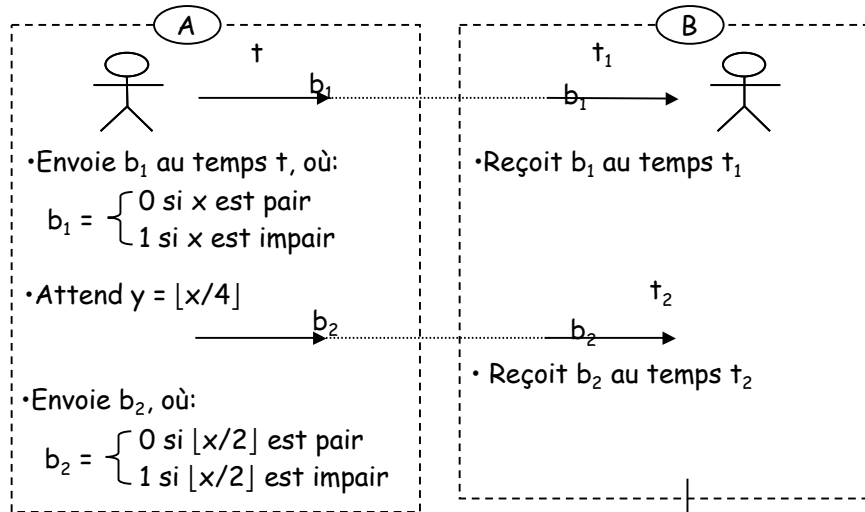 A
B
t
t₁
b₁
b₁
•Envoie b₁ au temps t, où:
•Reçoit b₁ au temps t₁
b₁ =
0 si x est pair
1 si x est impair
•Attend y = ⌊x/4⌋
t₂
b₂
b₂
• Reçoit b₂ au temps t₂
•Envoie b₂, où:
b₂ =
0 si ⌊x/2⌋ est pair
1 si ⌊x/2⌋ est impair